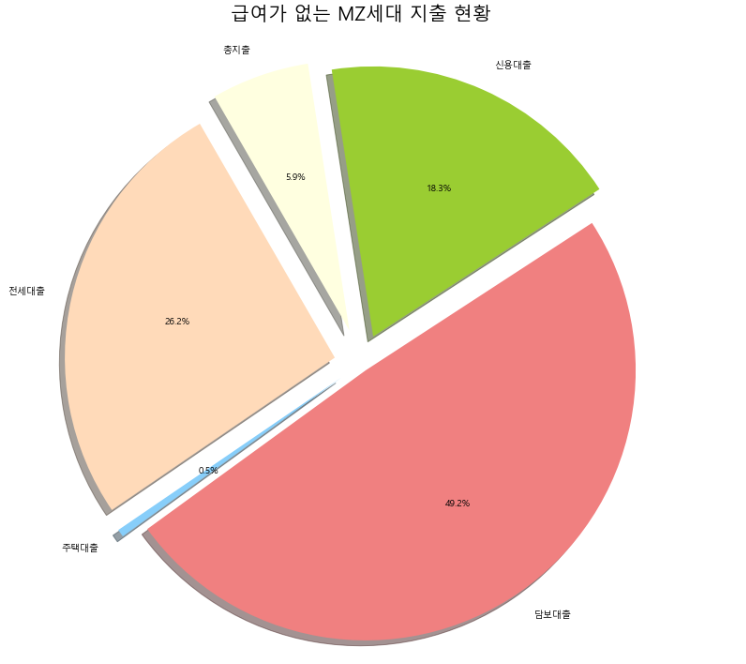 급여가 없는 MZ세대 지출 현황
총지출
신용대출
5.9%
18.3%
전세대출
26.2%
0.5%
49.2%
주택대출
담보대출